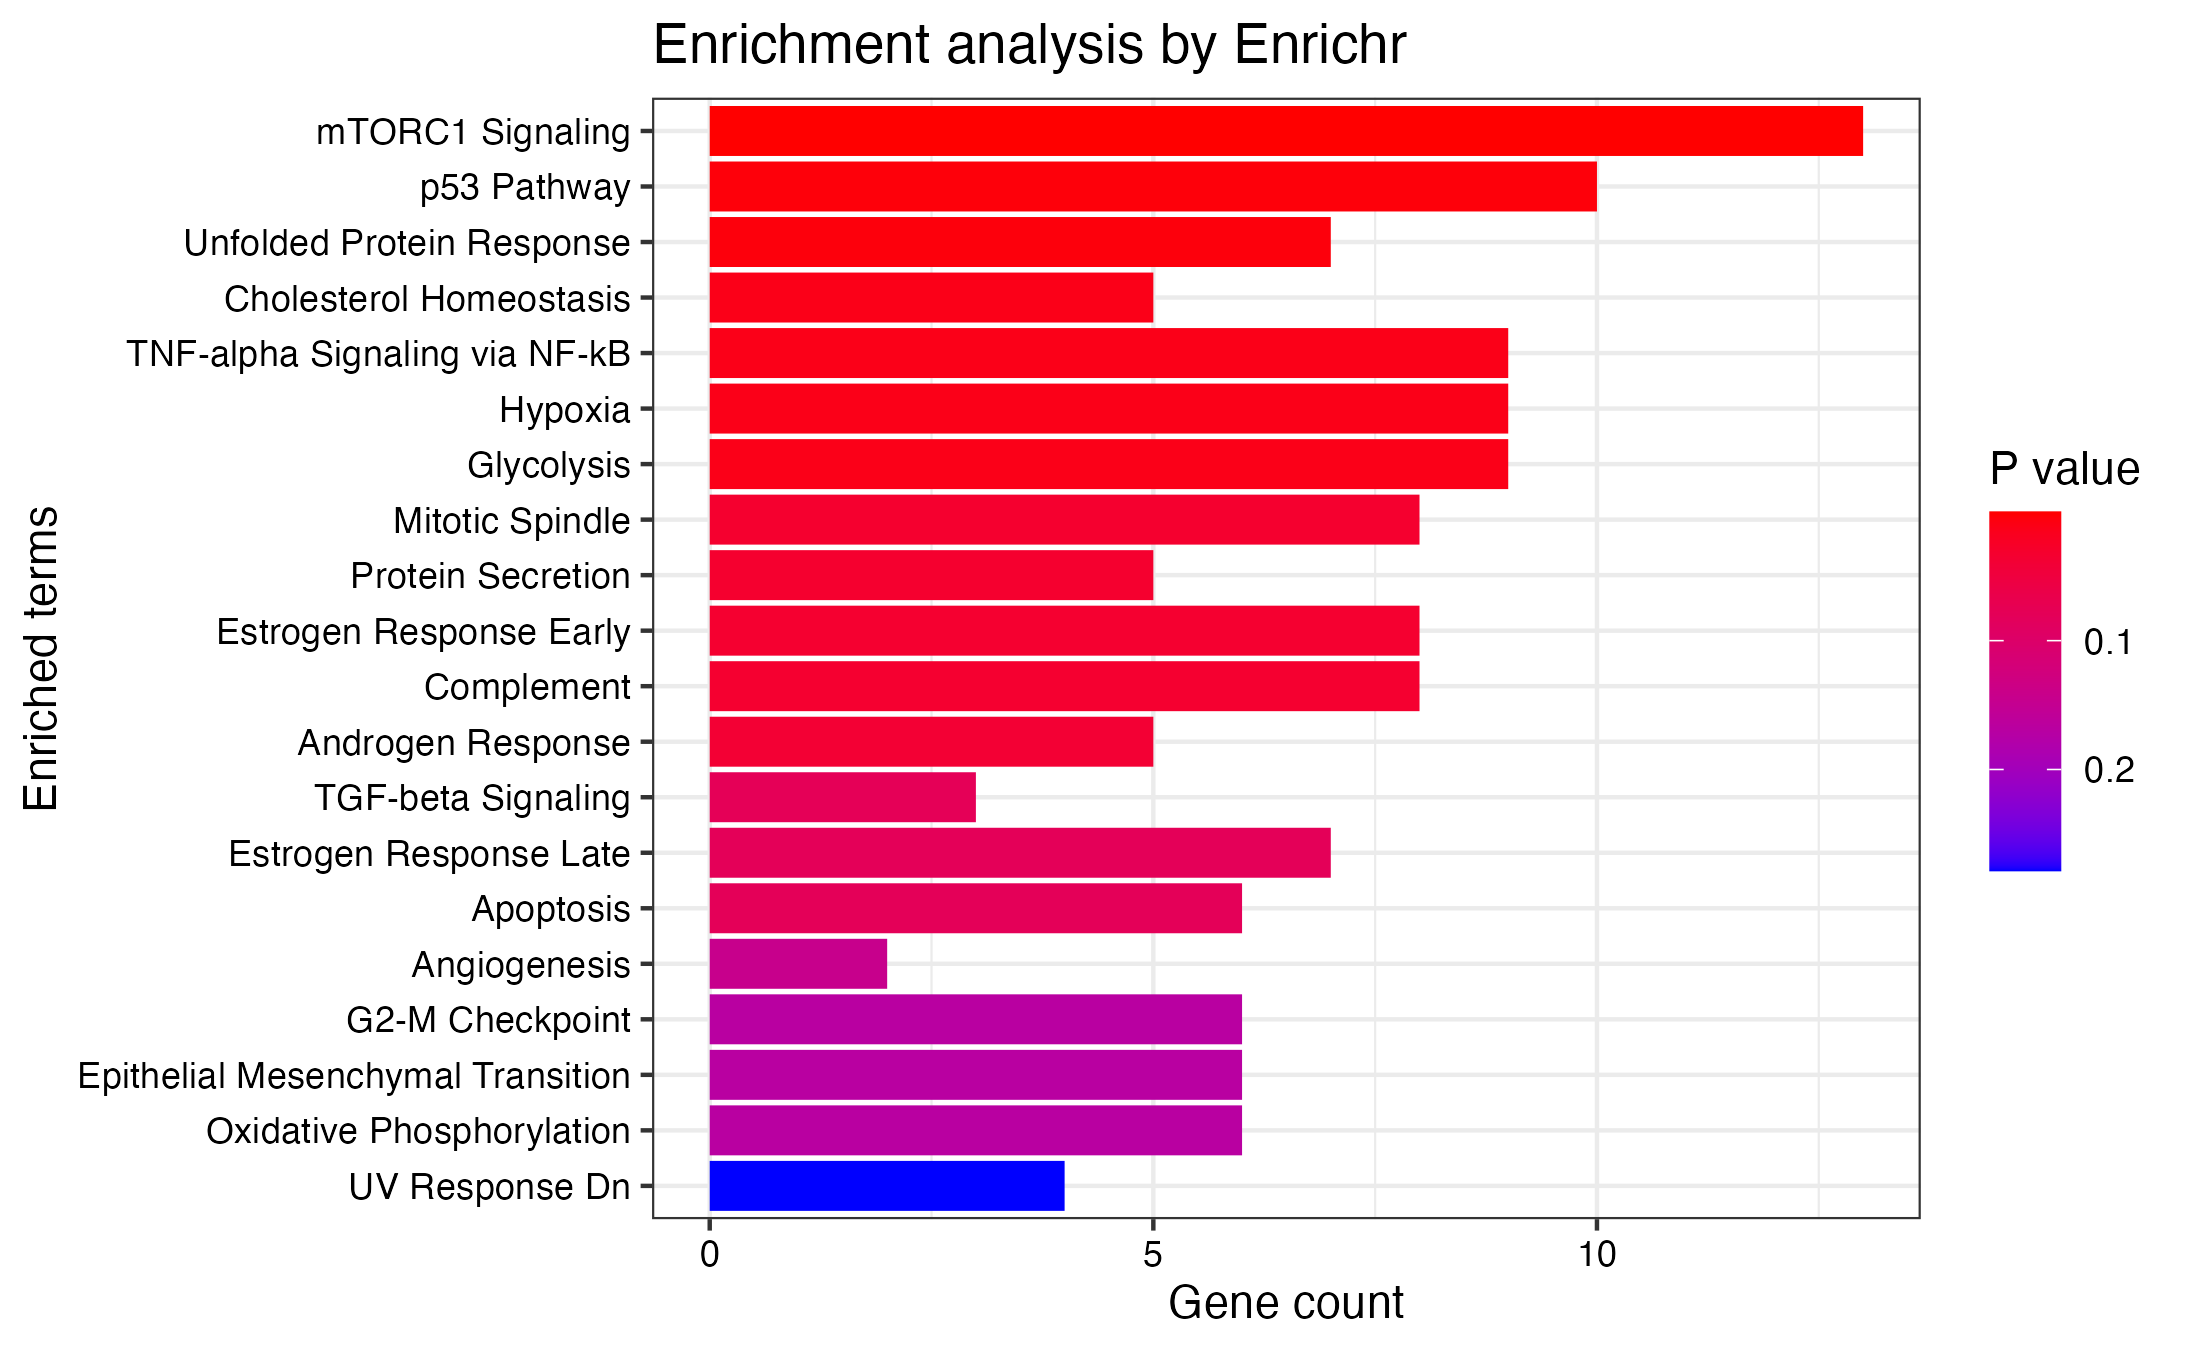 Enrichment analysis by Enrichr
Enriched terms
mTORC1 Signaling
p53 Pathway
Unfolded Protein Response
Cholesterol Homeostasis
TNF-alpha Signaling via NF-kB
Hypoxia
Glycolysis
Mitotic Spindle
Protein Secretion
Estrogen Response Early
Complement
Androgen Response
TGF-beta Signaling
Estrogen Response Late
Apoptosis
Angiogenesis
G2-M Checkpoint
Epithelial Mesenchymal Transition
Oxidative Phosphorylation
UV Response Dn
0 5 10
Gene count
P value
0.1
0.2